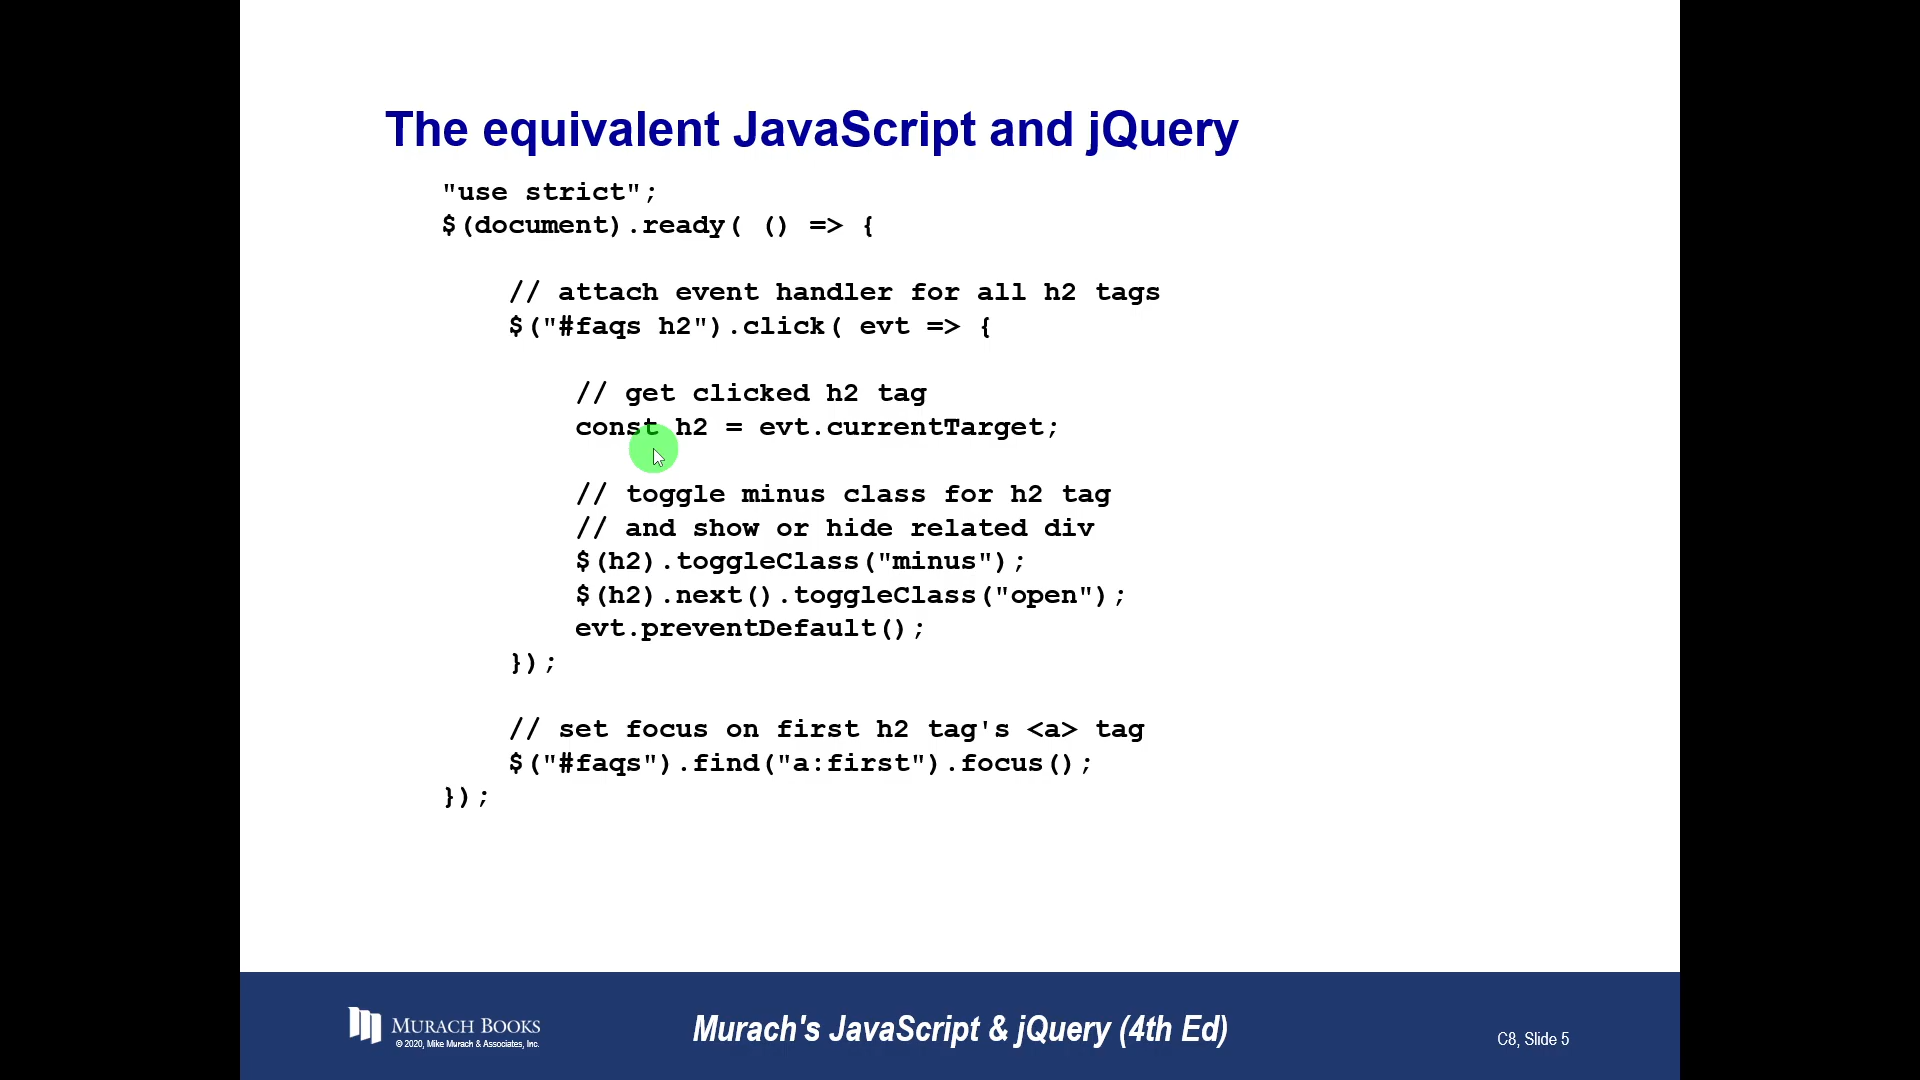 The equivalent JavaScript and jQuery
"use strict";
$(document).ready( () => {
// attach event handler for all h2 tags
$("#faqs h2").click( evt => {
// get clicked h2 tag
const h2 = evt.currentTarget;
// toggle minus class for h2 tag
// and show or hide related div
$(h2).toggleClass("minus");
$(h2).next().toggleClass("open");
evt.preventDefault();
});
// set focus on first h2 tag's <a> tag
$("#faqs").find("a:first").focus();
});
MURACH BOOKS
© 2020, Mike Murach & Associates, Inc.
Murach's JavaScript & jQuery (4th Ed)
C8, Slide 5